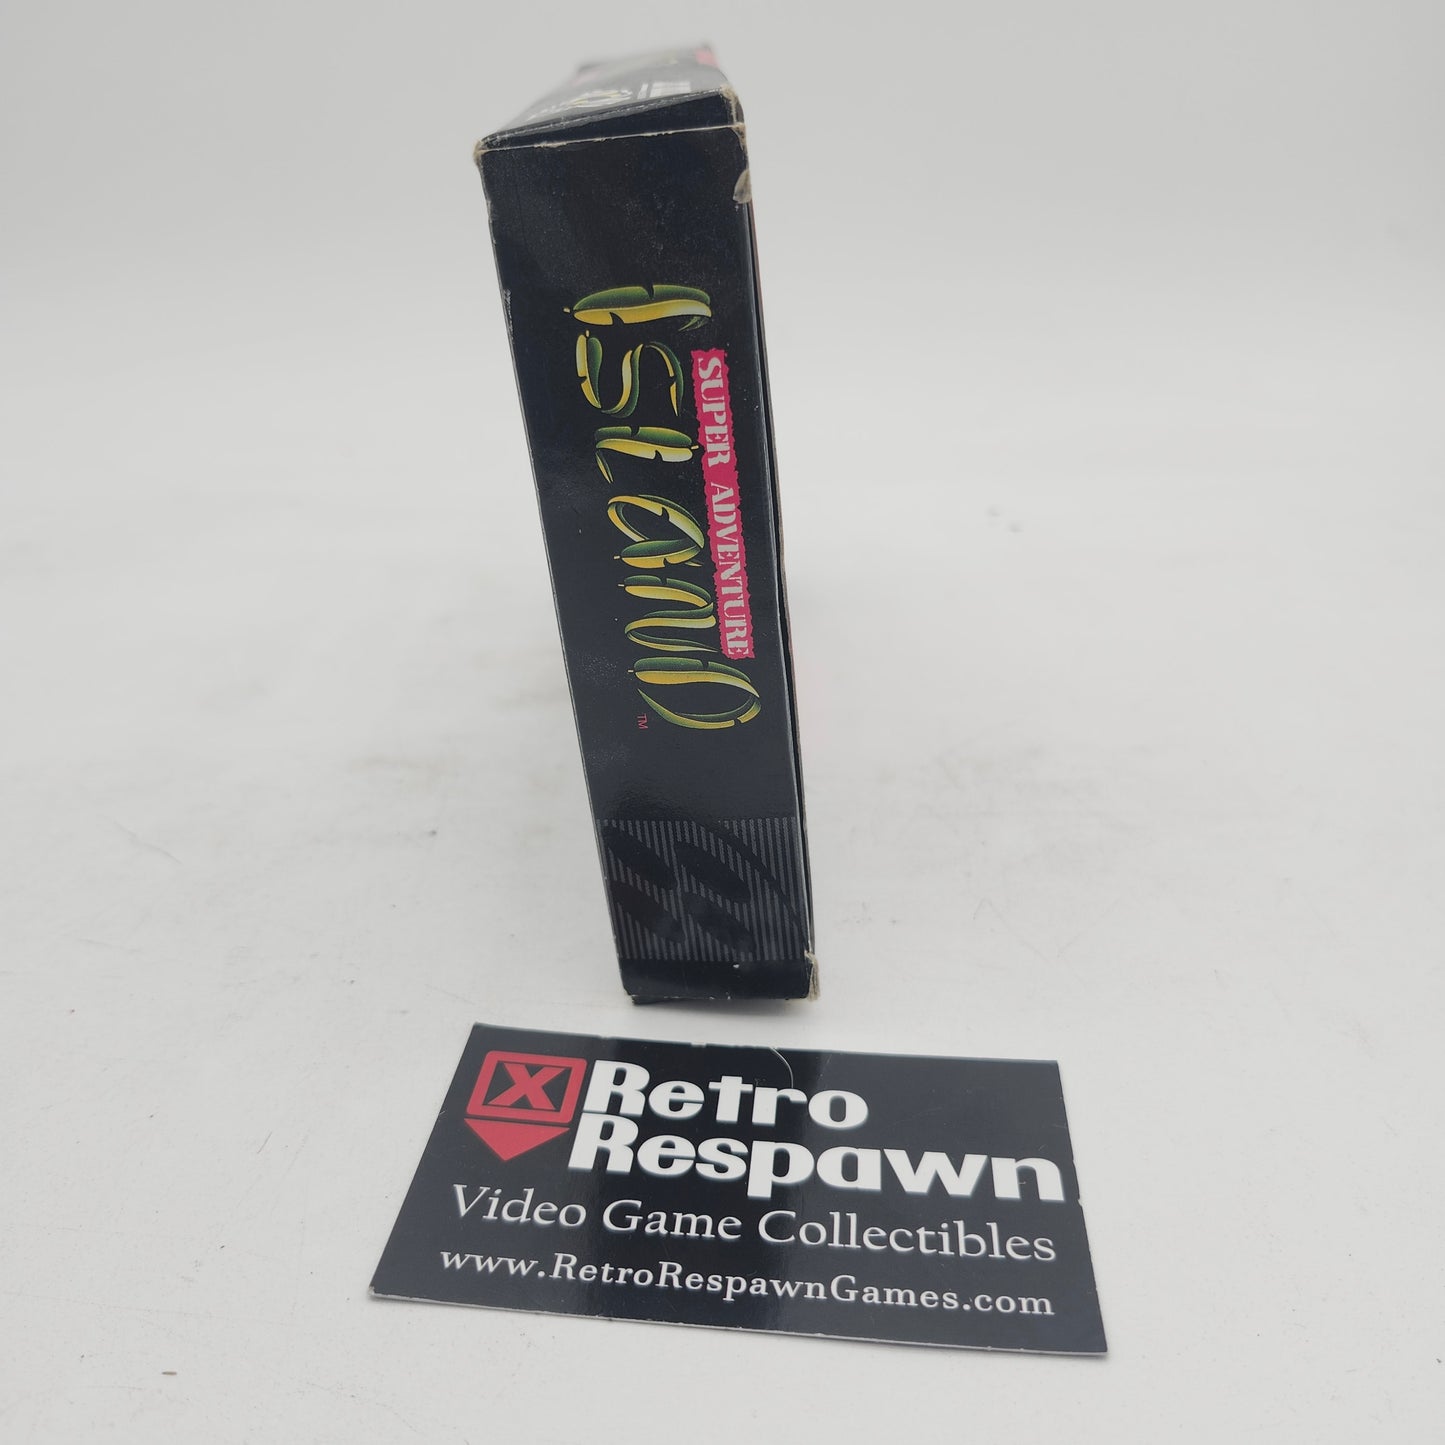 SUPER ADVENTURE
ISLAND
TM
X Retro
Respawn
Video Game Collectibles
www.RetroRespawnGames.com